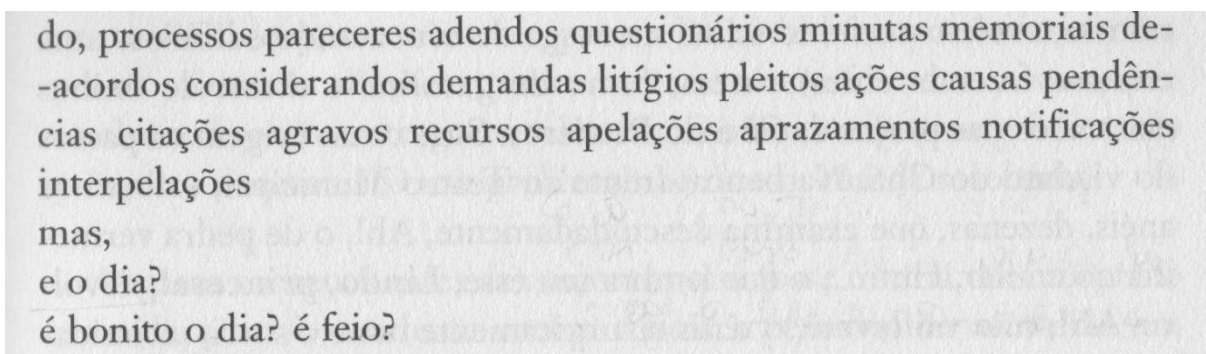 do, processos pareceres adendos questionários minutas memoriais de-
-acordos considerandos demandas litígios pleitos ações causas pendên-
cias citações agravos recursos apelações aprazamentos notificações
interpelações
mas,
e o dia?
é bonito o dia? é feio?